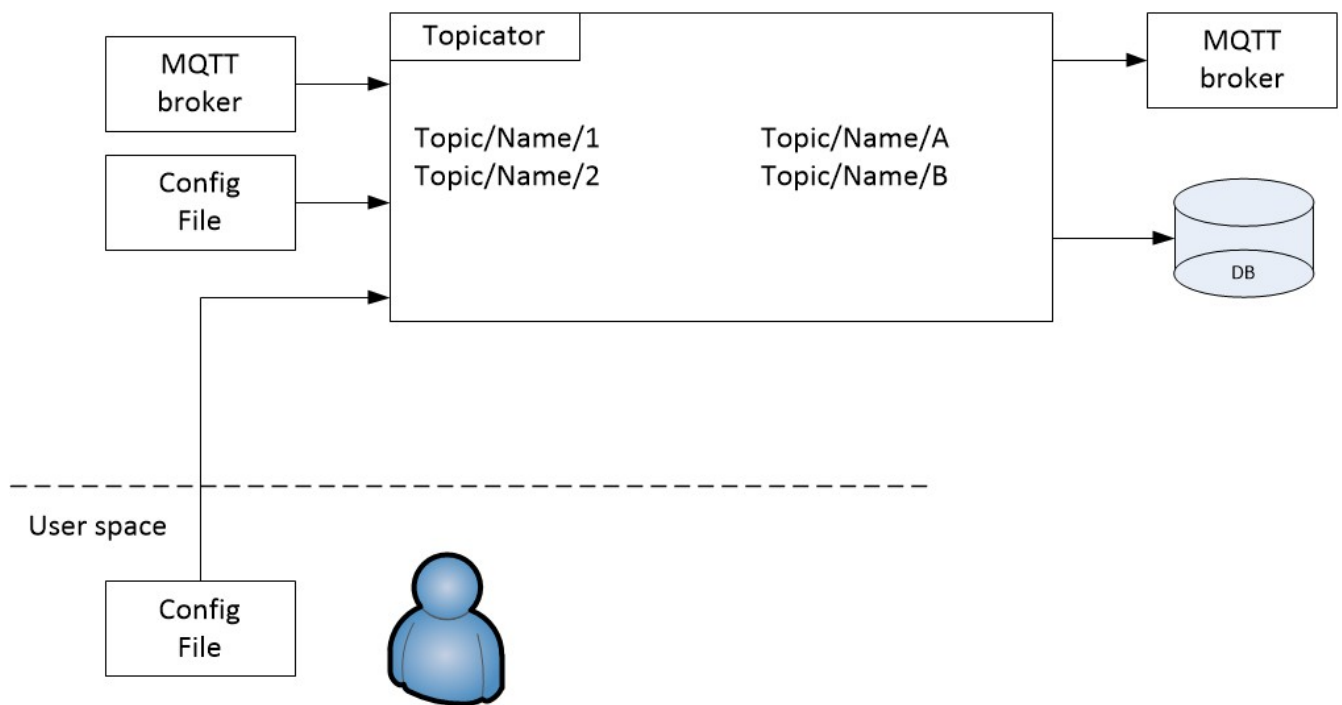 Topicator
MQTT
broker
MQTT
broker
Topic/Name/1
Topic/Name/2
Topic/Name/A
Topic/Name/B
Config
File
DB
User space
Config
File